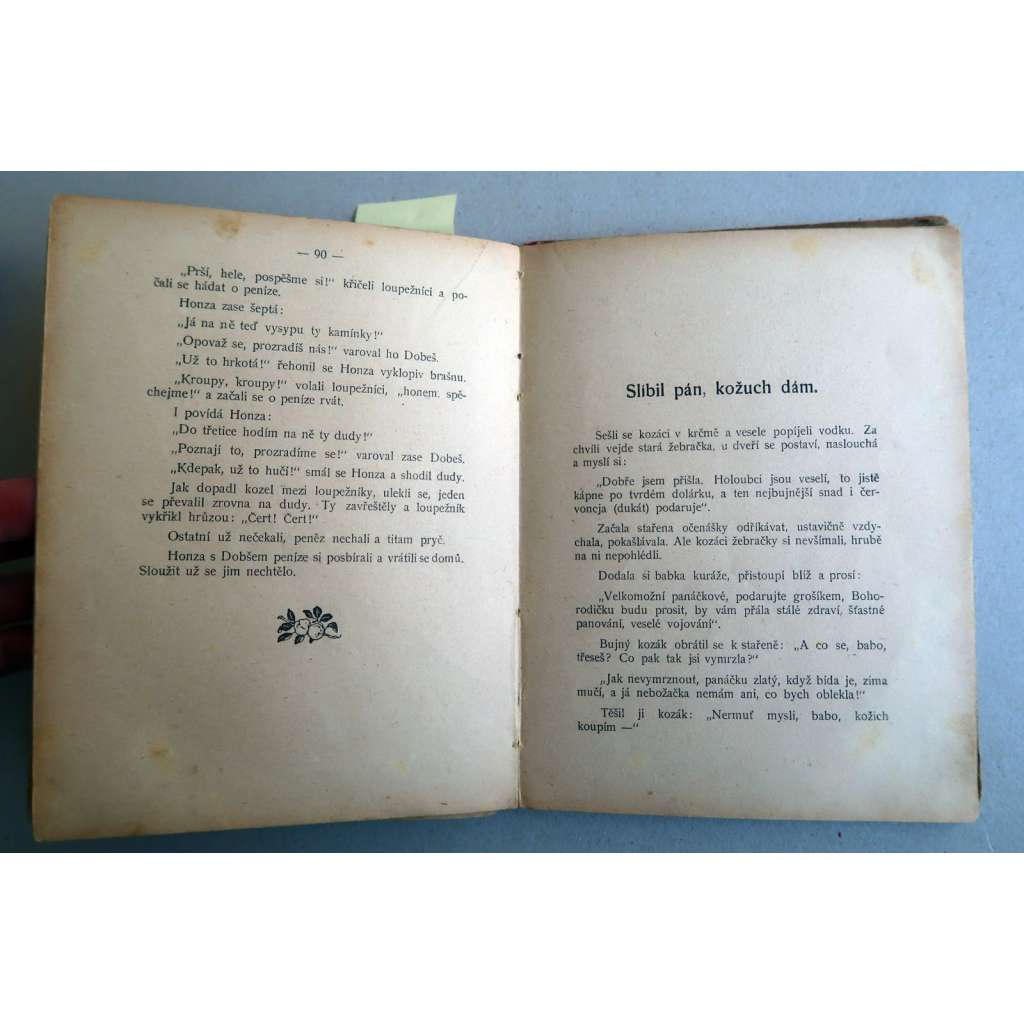 — 90 —
„Prší, hele, pospěšme si!“ křičeli loupežníci a po-
čali se hádat o peníze.
Honza zase šeptá:
„Já na ně teď vysypu ty kamínky!“
„Opovaž se, prozradíš nás!“ varoval ho Dobeš.
„Už to hrkotá!“ řehonil se Honza vyklopiv brašnu.
„Kroupy, kroupy!“ volali loupežníci, „honem spě-
chejme!“ a začali se o peníze rvát.
I povídá Honza:
„Do třetice hodím na ně ty dudy!“
„Poznají to, prozradíme se!“ varoval zase Dobeš.
„Kdepak, už to hučí!“ smál se Honza a shodil dudy.
Jak dopadl kozel mezi loupežníky, ulekli se, jeden
se převalil zrovna na dudy. Ty zavřeštěly a loupežník
vykřikl hrůzou: „Čert! Čert!“
Ostatní už nečekali, peněz nechali a titam pryč.
Honza s Dobšem peníze si posbírali a vrátili se domů.
Sloužit už se jim nechtělo.
Slíbil pán, kožuch dám.
Sešli se kozáci v krčmě a vesele popíjeli vodku. Za
chvíli vejde stará žebračka, u dveří se postaví, naslouchá
a myslí si:
„Dobře jsem přišla. Holoubci jsou veselí, to jistě
kápne po tvrdém dolárku, a ten nejbujnější snad i čer-
voncja (dukát) podaruje“.
Začala stařena očenášky odříkávat, ustavičně vzdy-
chala, pokašlávala. Ale kozáci žebračky si nevšímali, hrubě
na ni nepohlédli.
Dodala si babka kuráže, přistoupí blíž a prosí:
„Velkomožní panáčkové, podarujte grošíkem, Boho-
rodičku budu prosit, by vám přála stálé zdraví, šťastné
panování, veselé vojování“.
Bujný kozák obrátil se k stařeně: „A co se, babo,
třeseš? Co pak tak jsi vymrzla?“
„Jak nevymrznout, panáčku zlatý, když bída je, zima
mučí, a já nebožačka nemám ani, co bych oblekla!“
Těšil ji kozák: „Nermuť mysli, babo, kožich
koupím —“